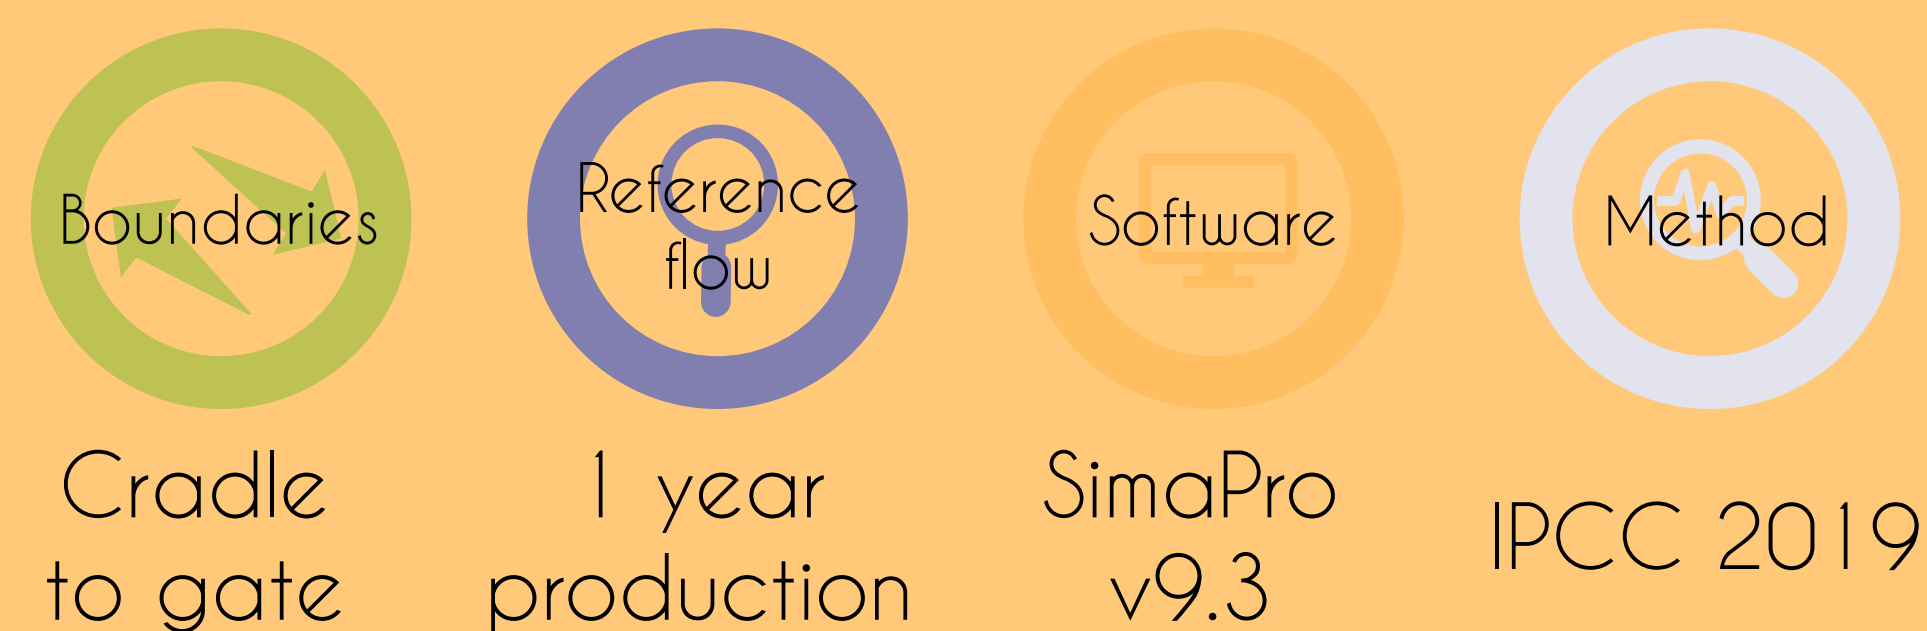 Boundaries
Reference
flow
Software
Method
Cradle
to gate
1 year
production
SimaPro
v9.3
IPCC 2019